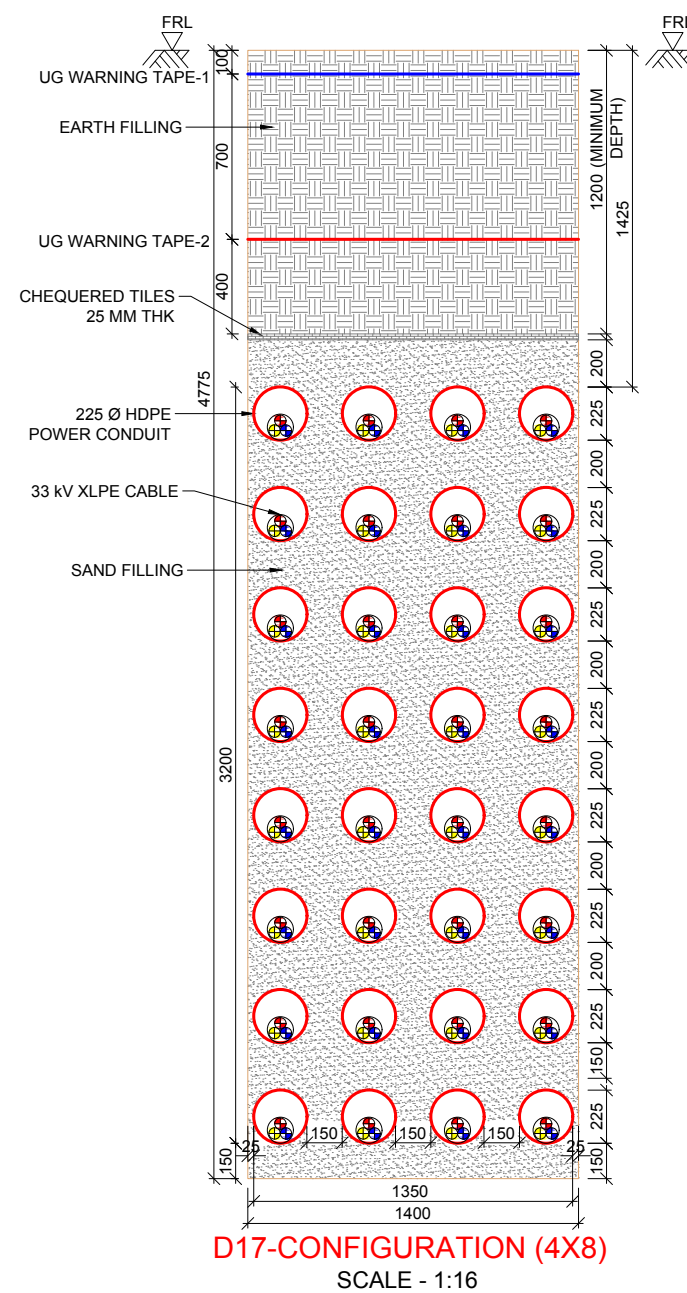 FRL
FRL
100
UG WARNING TAPE-1
EARTH FILLING
700
1200 (MINIMUM
DEPTH)
1425
UG WARNING TAPE-2
400
CHEQUERED TILES
25 MM THK
200
4775
225 Ø HDPE
POWER CONDUIT
225
200
33 kV XLPE CABLE
225
SAND FILLING
200
225
200
225
3200
200
225
200
225
200
225
150
225
150
150
150
25
25
150
150
1350
1400
D17-CONFIGURATION (4X8)
SCALE - 1:16